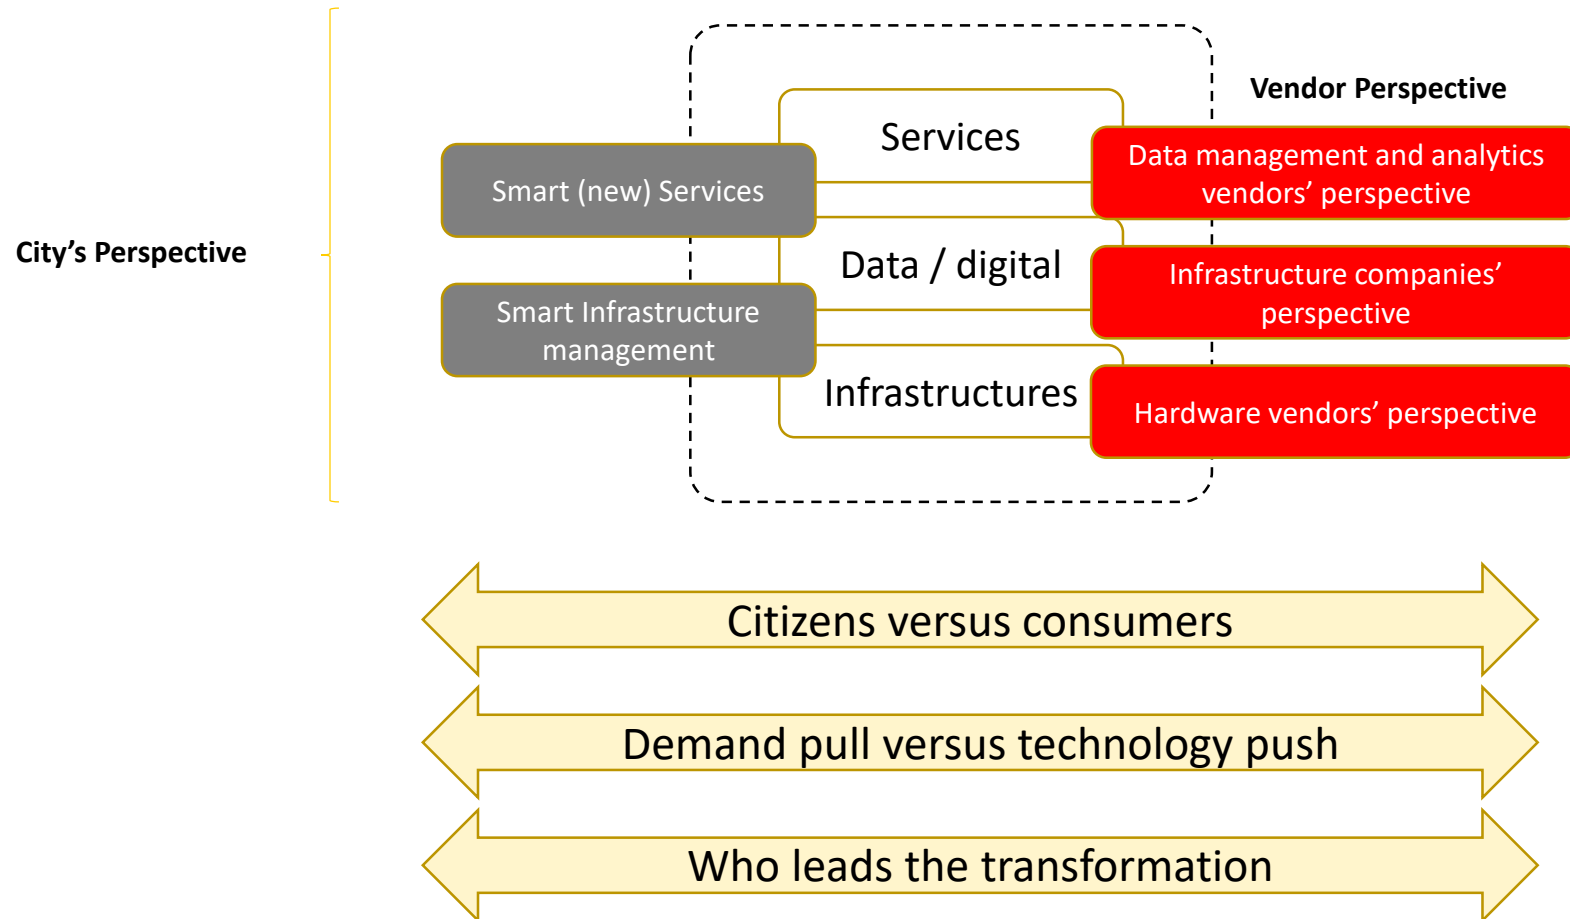 Vendor Perspective
Services
Data management and analytics
vendors’ perspective
Smart (new) Services
City’s Perspective
Data / digital
Infrastructure companies’
perspective
Smart Infrastructure
management
Infrastructures
Hardware vendors’ perspective
Citizens versus consumers
Demand pull versus technology push
Who leads the transformation